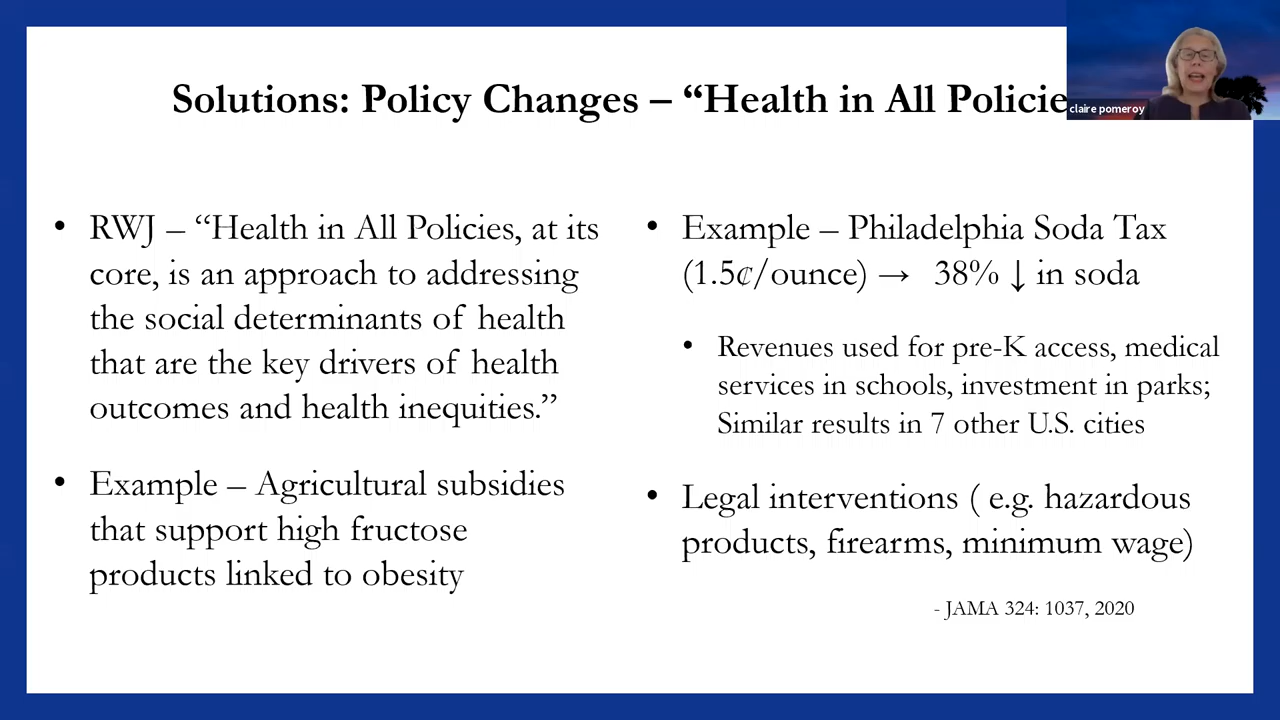 Solutions: Policy Changes – “Health in All Policie
claire pomeroy
• RWJ – “Health in All Policies, at its
core, is an approach to addressing
the social determinants of health
that are the key drivers of health
outcomes and health inequities.”
• Example – Agricultural subsidies
that support high fructose
products linked to obesity
• Example – Philadelphia Soda Tax
(1.5¢/ounce) → 38% ↓ in soda
• Revenues used for pre-K access, medical
services in schools, investment in parks;
Similar results in 7 other U.S. cities
• Legal interventions ( e.g. hazardous
products, firearms, minimum wage)
- JAMA 324: 1037, 2020